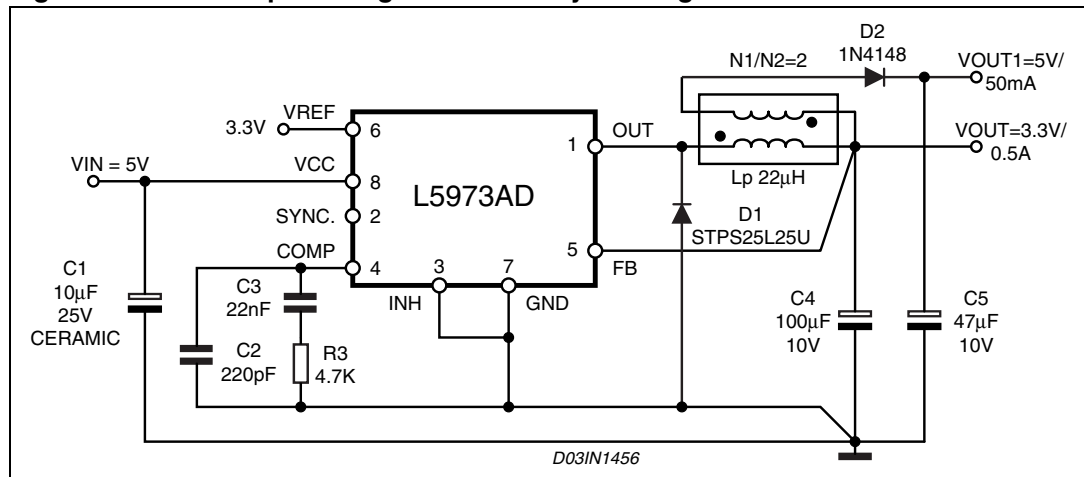 D2
1N4148
N1/N2=2
VOUT1=5V/
50mA
VREF
3.3V
6
1
OUT
VOUT=3.3V/
0.5A
VIN = 5V
VCC
8
L5973AD
Lp 22µH
SYNC.
2
D1
STPS25L25U
COMP
4
3
7
5
FB
INH
GND
C1
10µF
25V
CERAMIC
C3
22nF
C2
220pF
R3
4.7K
C4
100µF
10V
C5
47µF
10V
D03IN1456